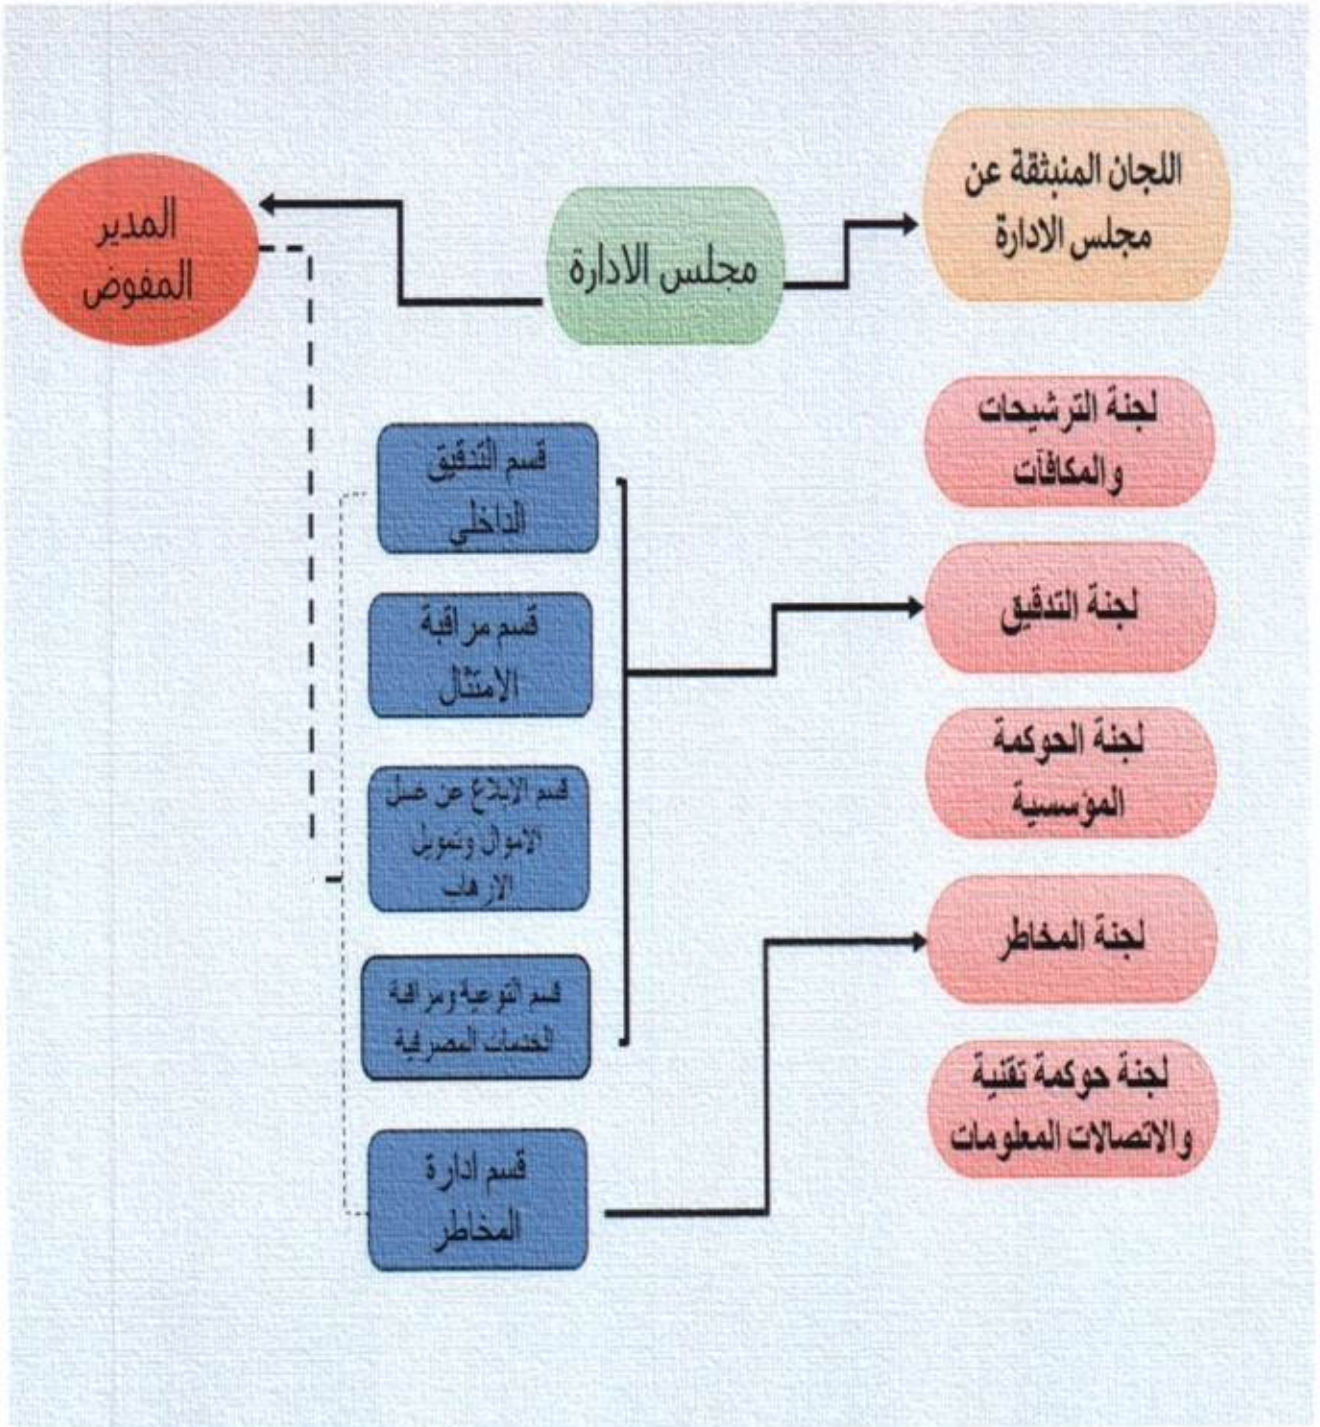 اللجان المنبثقة عن
مجلس الادارة
مجلس الادارة
المدير
المفوض
لجنة الترشيحات
والمكافآت
لجنة التدقيق
لجنة الحوكمة
المؤسسية
لجنة المخاطر
لجنة حوكمة تقنية
والاتصالات المعلومات
قسم التدقيق
الداخلي
قسم مراقبة
الامتثال
قسم الابلاغ عن غسل
الاموال وتمويل
الارهاب
قسم التوعية ومراقبة
الخدمات المصرفية
قسم ادارة
المخاطر